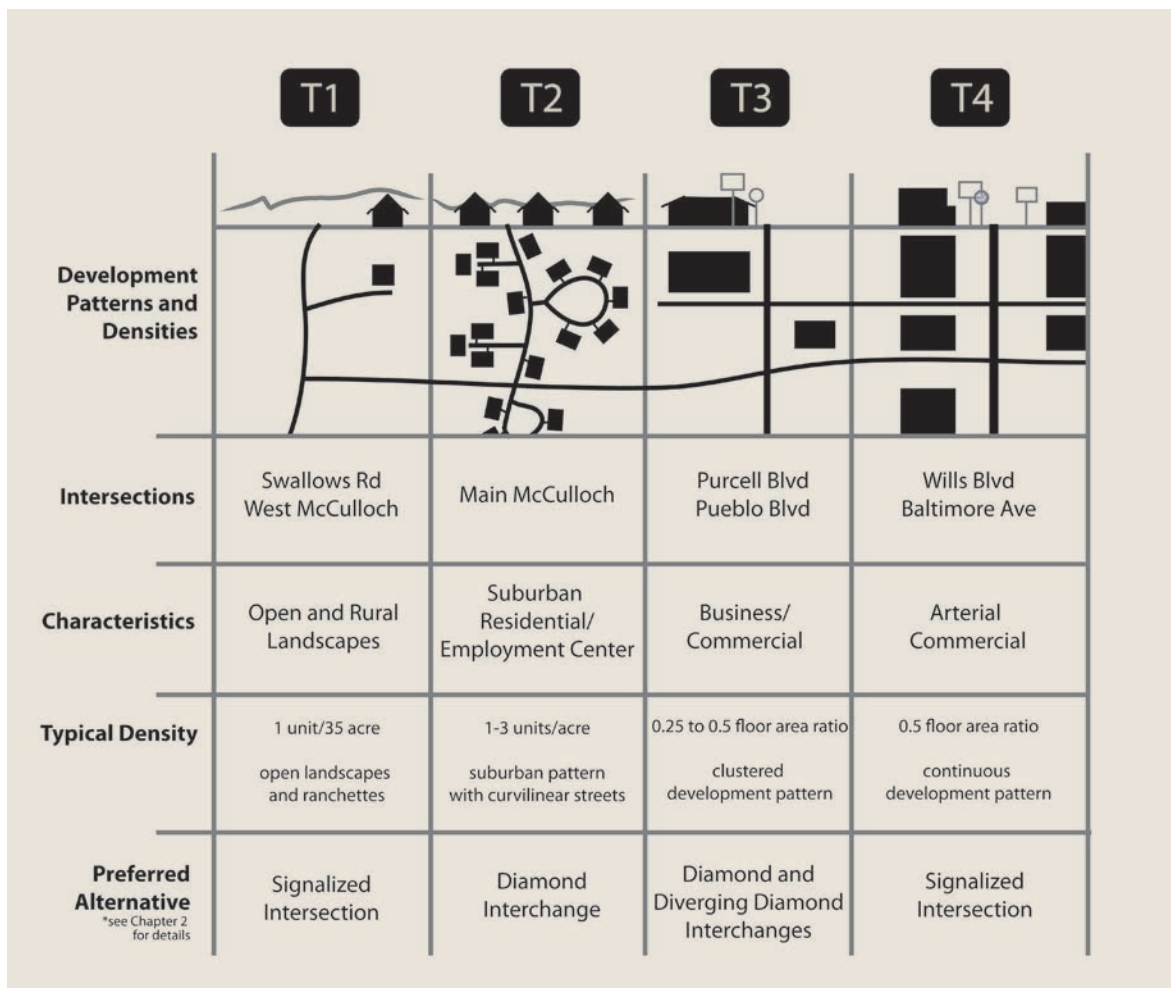 T1
T2
T3
T4
Development
Patterns and
Densities
Intersections
Swallows Rd
West McCulloch
Main McCulloch
Purcell Blvd
Pueblo Blvd
Wills Blvd
Baltimore Ave
Characteristics
Open and Rural
Landscapes
Suburban
Residential/
Employment Center
Business/
Commercial
Arterial
Commercial
Typical Density
1 unit/35 acre
open landscapes
and ranchettes
1-3 units/acre
suburban pattern
with curvilinear streets
0.25 to 0.5 floor area ratio
clustered
development pattern
0.5 floor area ratio
continuous
development pattern
Preferred
Alternative
*see Chapter 2
for details
Signalized
Intersection
Diamond
Interchange
Diamond and
Diverging Diamond
Interchanges
Signalized
Intersection